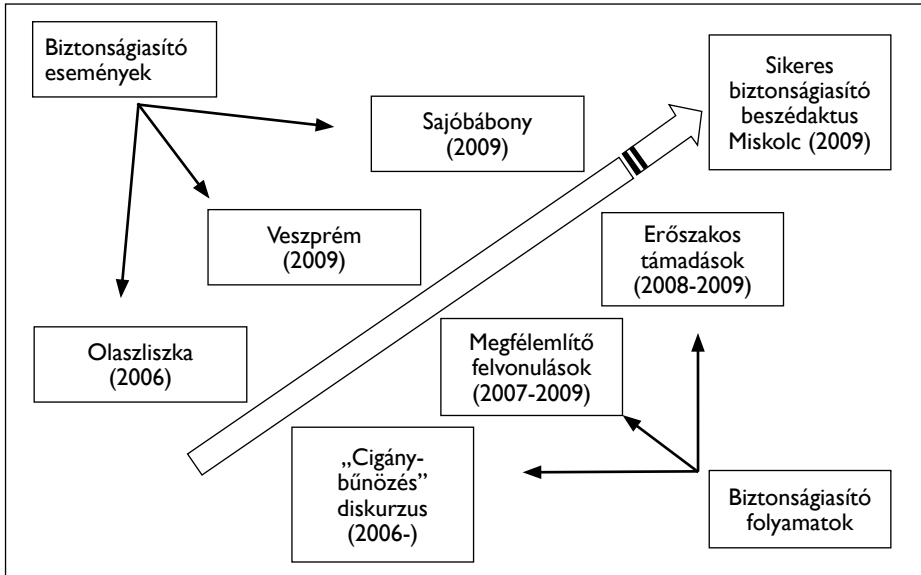 Biztonságiasító
események
Sajóbábony
(2009)
Sikeres
biztonságiasító
beszédaktus
Miskolc (2009)
Veszprém
(2009)
Erőszakos
támadások
(2008-2009)
Olaszliszka
(2006)
Megfélemlítő
felvonulások
(2007-2009)
„Cigány-
bűnözés”
diskurzus
(2006-)
Biztonságiasító
folyamatok